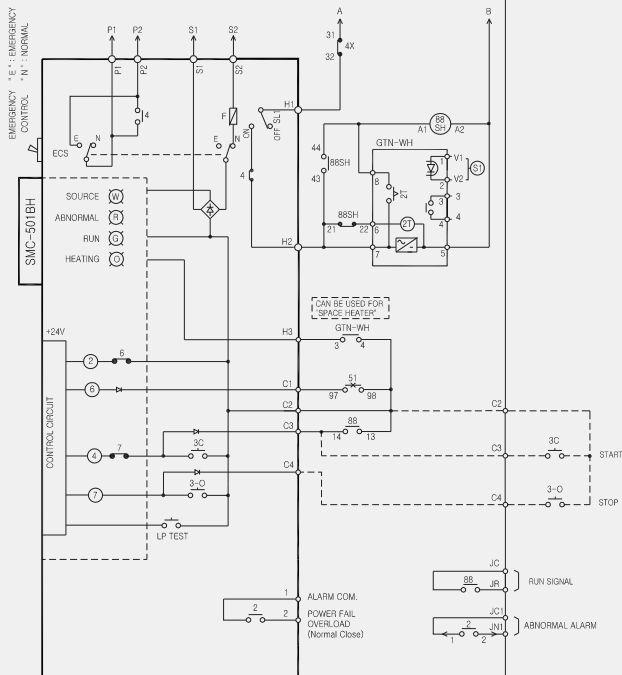 "E" : EMERGENCY
"N" : NORMAL
EMERGENCY
CONTROL
P1
P2
S1
S2
A
B
P1
P2
S1
S2
31
32
4X
4
F
E
N
ECS
E
N
ON
OFF SL1
H1
4
44
43
88SH
88SH
21
22
A1
88
SH
A2
GTN-WH
8
2T
6
2T
7
5
1
2
V1
V2
S1
3
3
4
4
H2
SMC-501BH
SOURCE
W
ABNORMAL
R
RUN
G
HEATING
O
CAN BE USED FOR
"SPACE HEATER"
GTN-WH
H3
3
4
+24V
CONTROL CIRCUIT
2
6
6
C1
51
97
98
C2
C2
C3
88
14
13
4
7
3C
C3
3C
START
C4
7
3-O
C4
3-O
STOP
LP TEST
1
ALARM COM.
2
2
POWER FAIL
OVERLOAD
(Normal Close)
JC
88
JR
RUN SIGNAL
JC1
2
JN1
1
2
ABNORMAL ALARM